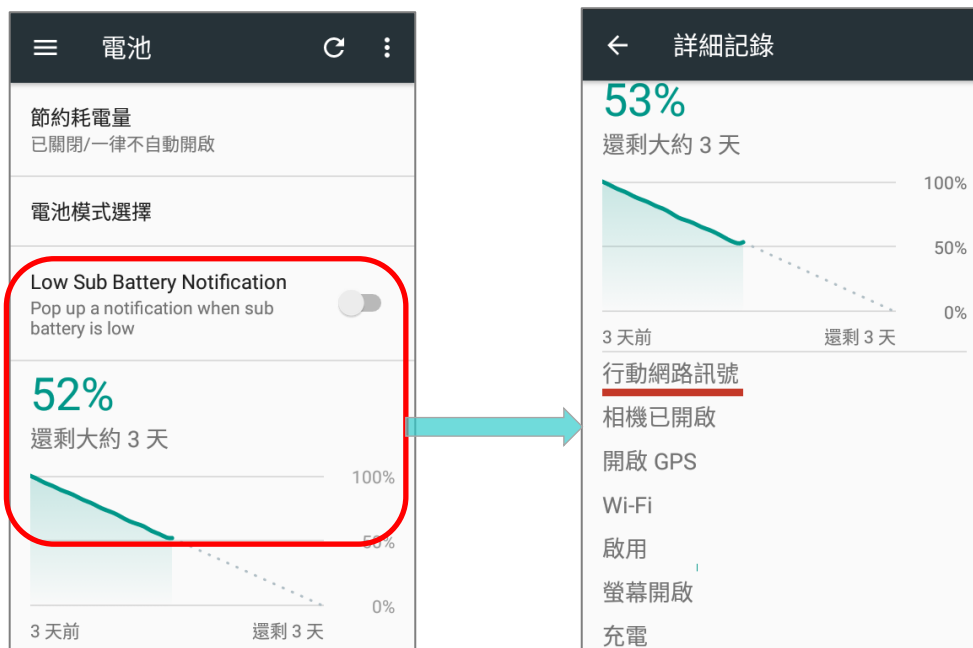 電池
節約耗電量
已關閉/一律不自動開啟
電池模式選擇
Low Sub Battery Notification
Pop up a notification when sub
battery is low
52%
還剩大約 3 天
100%
50%
0%
3 天前
還剩 3 天
詳細記錄
53%
還剩大約 3 天
100%
50%
0%
3 天前
還剩 3 天
行動網路訊號
相機已開啟
開啟 GPS
Wi-Fi
啟用
螢幕開啟
充電